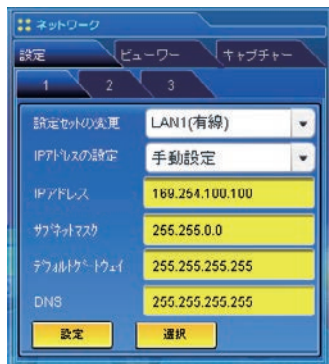 ネットワーク
設定 ビューワー キャプチャー
1 2 3
設定セットの変更 LAN1(有線)
IPアドレスの設定 手動設定
IPアドレス 169.254.100.100
サブネットマスク 255.255.0.0
デフォルトゲートウェイ 255.255.255.255
DNS 255.255.255.255
設定 選択